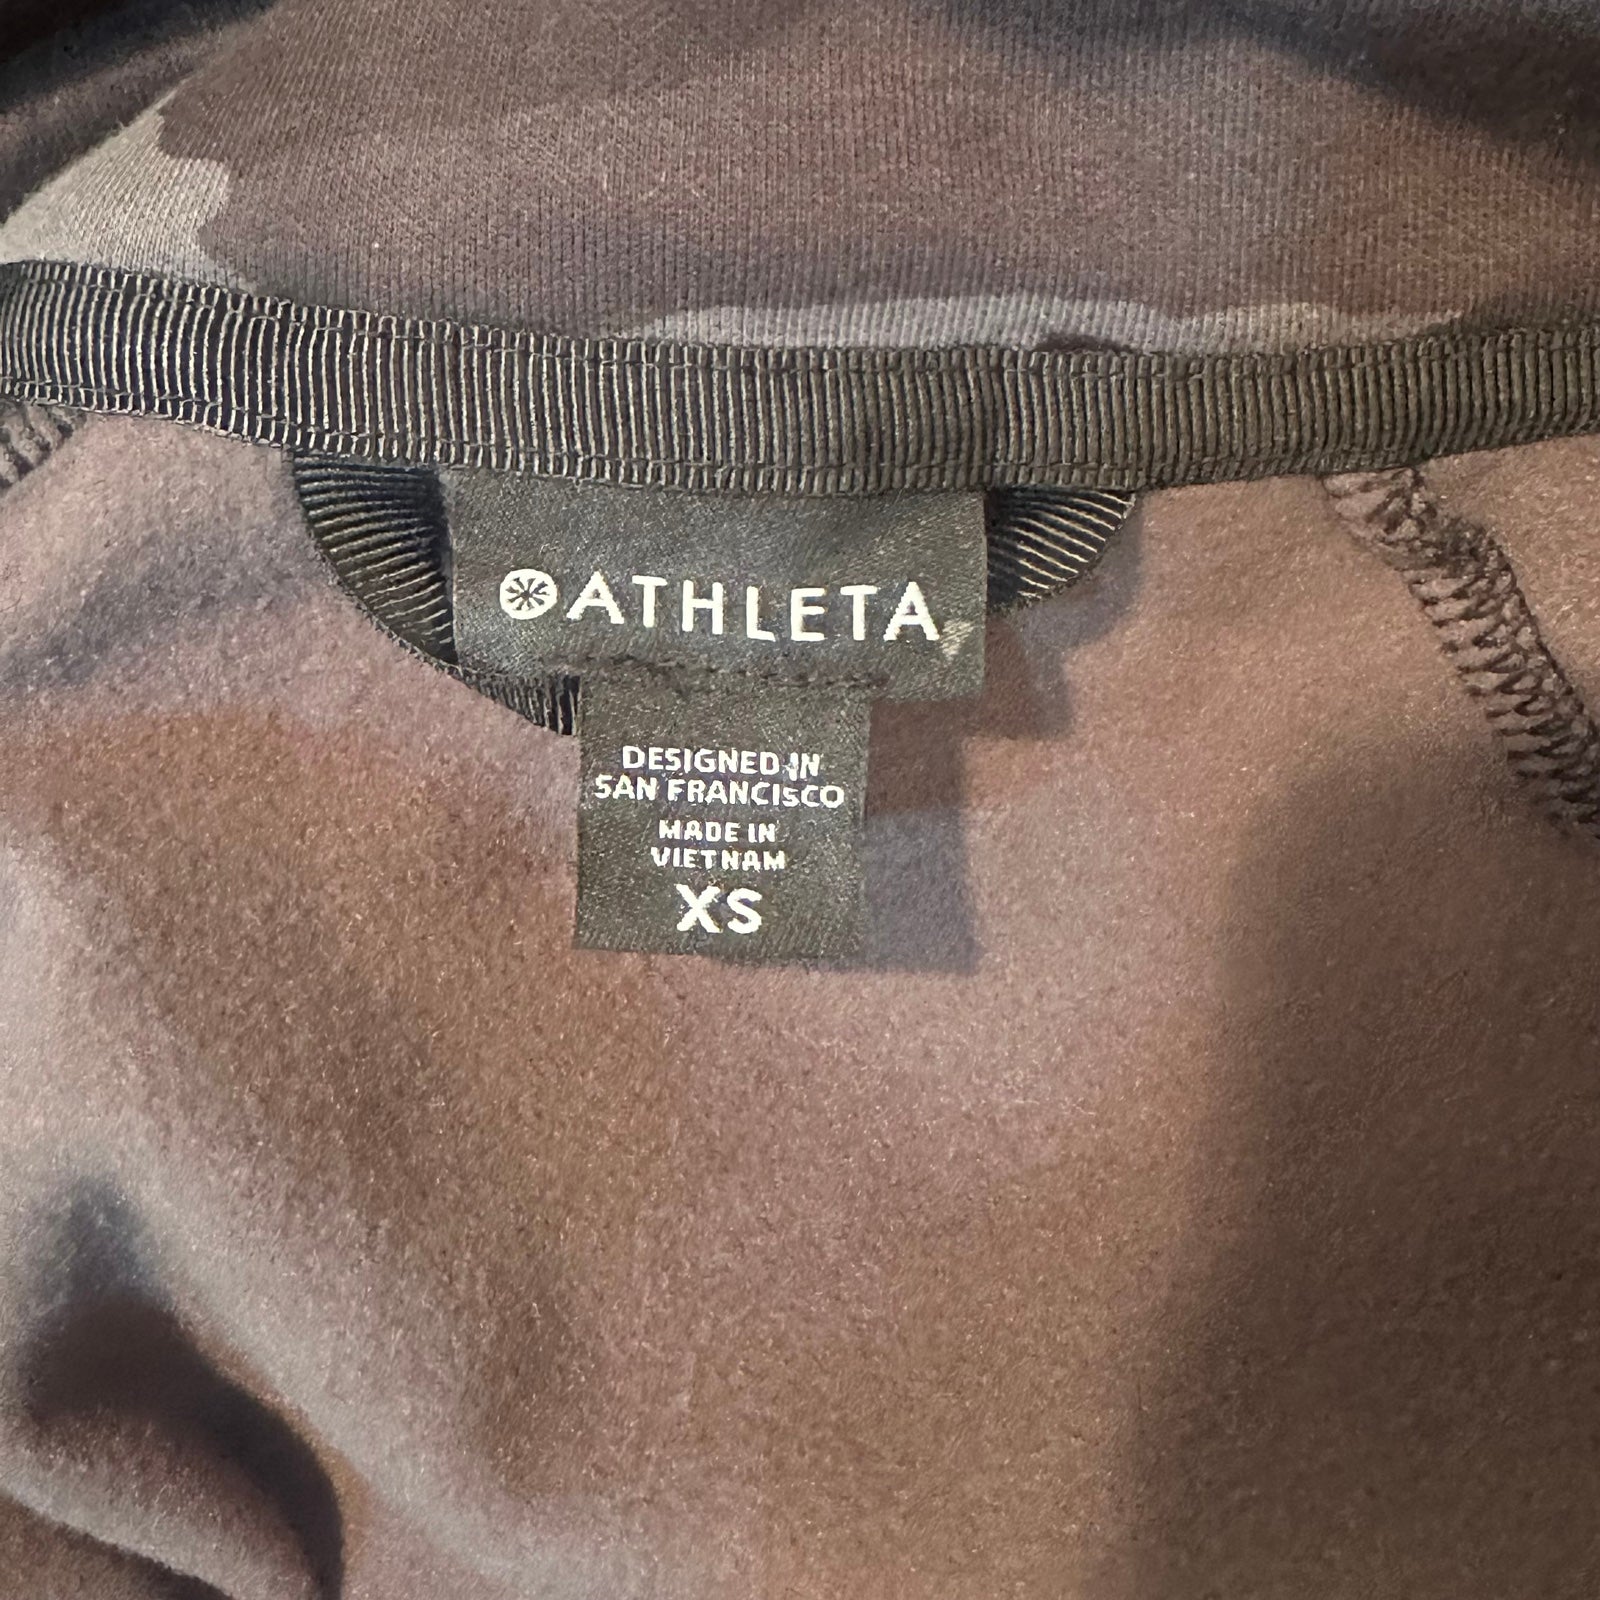 ATHLETA
DESIGNED IN
SAN FRANCISCO
MADE IN
VIETNAM
XS